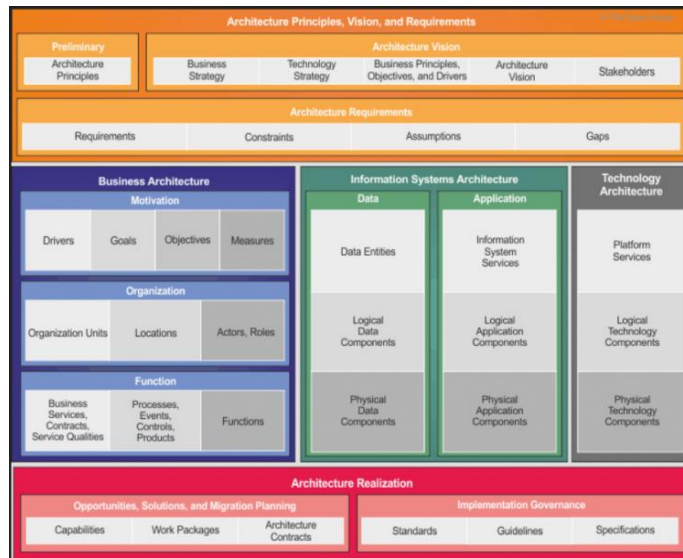 Architecture Principles, Vision, and Requirements
Preliminary
Architecture
Principles
Architecture Vision
Business
Strategy
Technology
Strategy
Business Principles,
Objectives, and Drivers
Architecture
Vision
Stakeholders
Architecture Requirements
Requirements
Constraints
Assumptions
Gaps
Business Architecture
Motivation
Drivers
Goals
Objectives
Measures
Organization
Organization Units
Locations
Actors, Roles
Function
Business
Services,
Contracts,
Service Qualities
Processes,
Events,
Controls,
Products
Functions
Information Systems Architecture
Data
Data Entities
Logical
Data
Components
Physical
Data
Components
Application
Information
System
Services
Logical
Application
Components
Physical
Application
Components
Technology
Architecture
Platform
Services
Logical
Technology
Components
Physical
Technology
Components
Architecture Realization
Opportunities, Solutions, and Migration Planning
Capabilities
Work Packages
Architecture
Contracts
Implementation Governance
Standards
Guidelines
Specifications